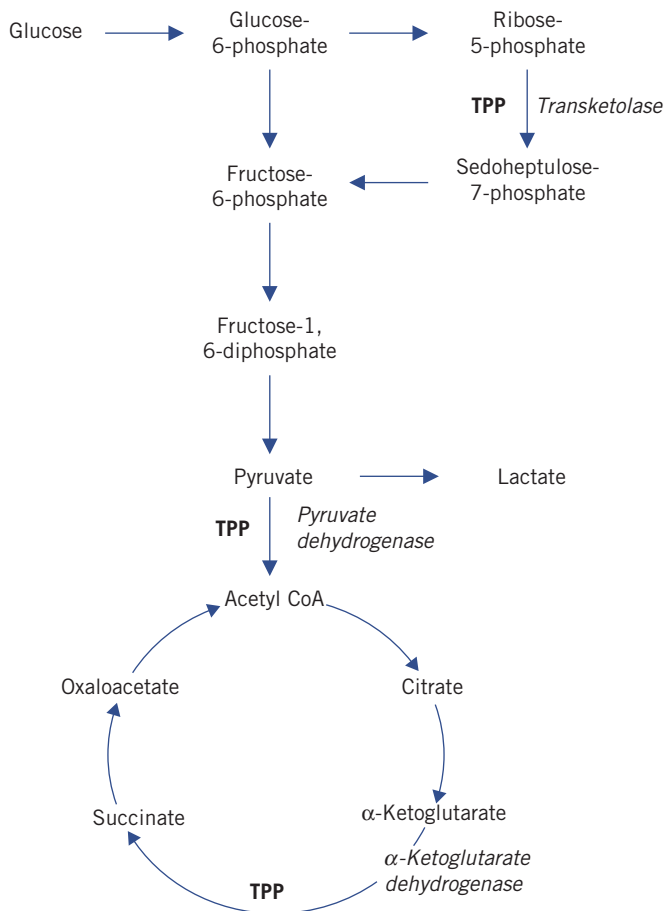 Glucose
Glucose-
6-phosphate
Ribose-
5-phosphate
TPP
Transketolase
Fructose-
6-phosphate
Sedoheptulose-
7-phosphate
Fructose-1,
6-diphosphate
Pyruvate
Lactate
TPP
Pyruvate
dehydrogenase
Acetyl CoA
Oxaloacetate
Citrate
Succinate
α-Ketoglutarate
α-Ketoglutarate
dehydrogenase
TPP